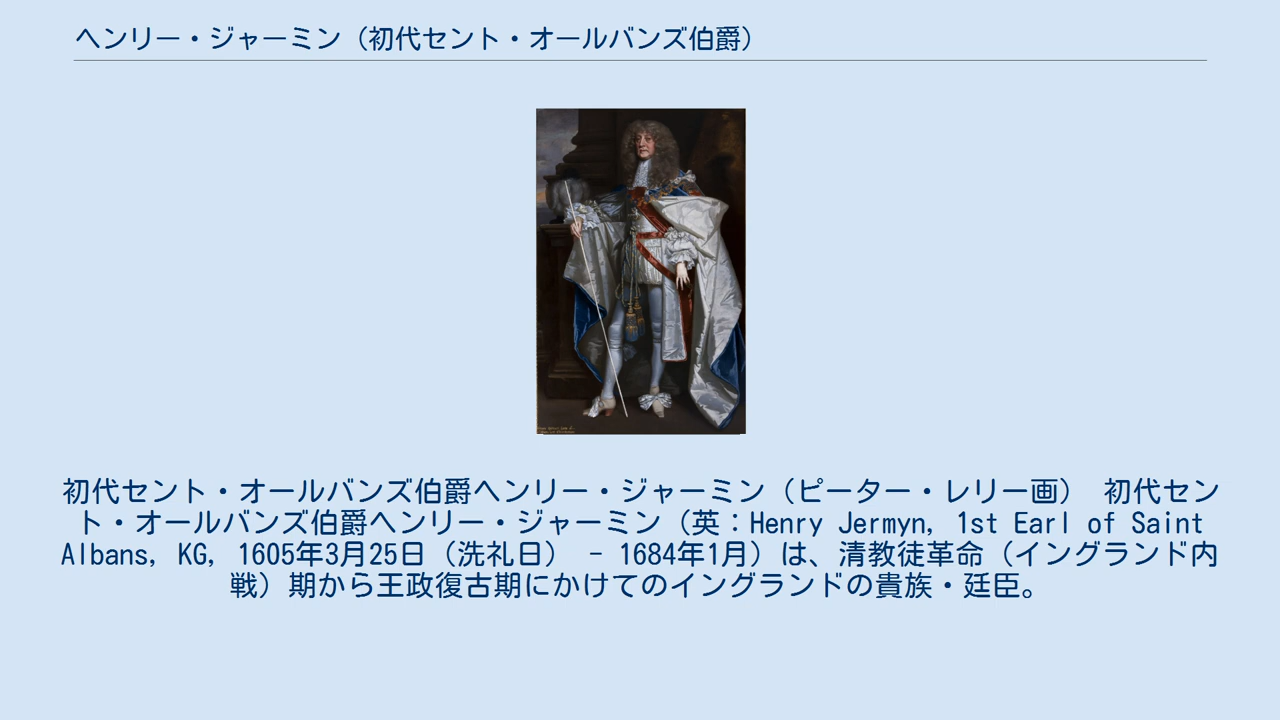 ヘンリー・ジャーミン（初代セント・オールバンズ伯爵）
初代セント・オールバンズ伯爵ヘンリー・ジャーミン（ピーター・レリー画） 初代セン
ト・オールバンズ伯爵ヘンリー・ジャーミン（英：Henry Jermyn, 1st Earl of Saint
Albans, KG, 1605年3月25日（洗礼日） - 1684年1月）は、清教徒革命（イングランド内
戦）期から王政復古期にかけてのイングランドの貴族・廷臣。